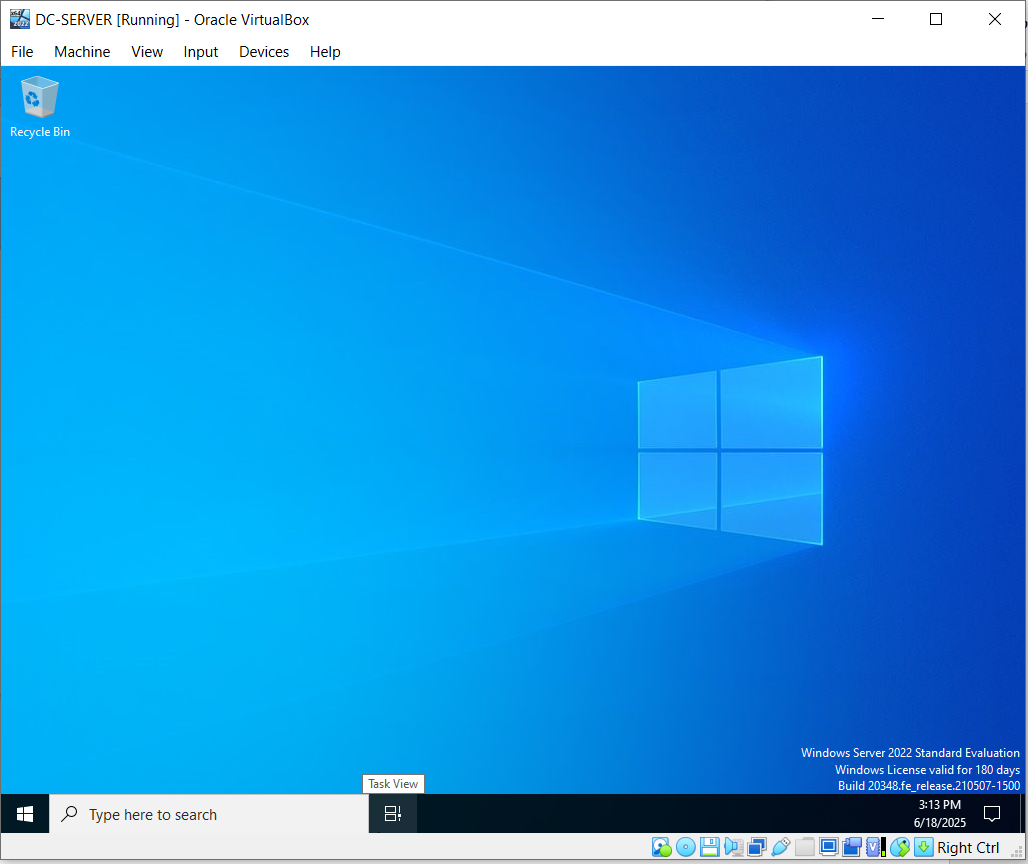 DC-SERVER [Running] - Oracle VirtualBox
File Machine View Input Devices Help
Recycle Bin
Windows Server 2022 Standard Evaluation
Windows License valid for 180 days
Build 20348.fe_release.210507-1500
Task View
Type here to search
3:13 PM
6/18/2025
Right Ctrl